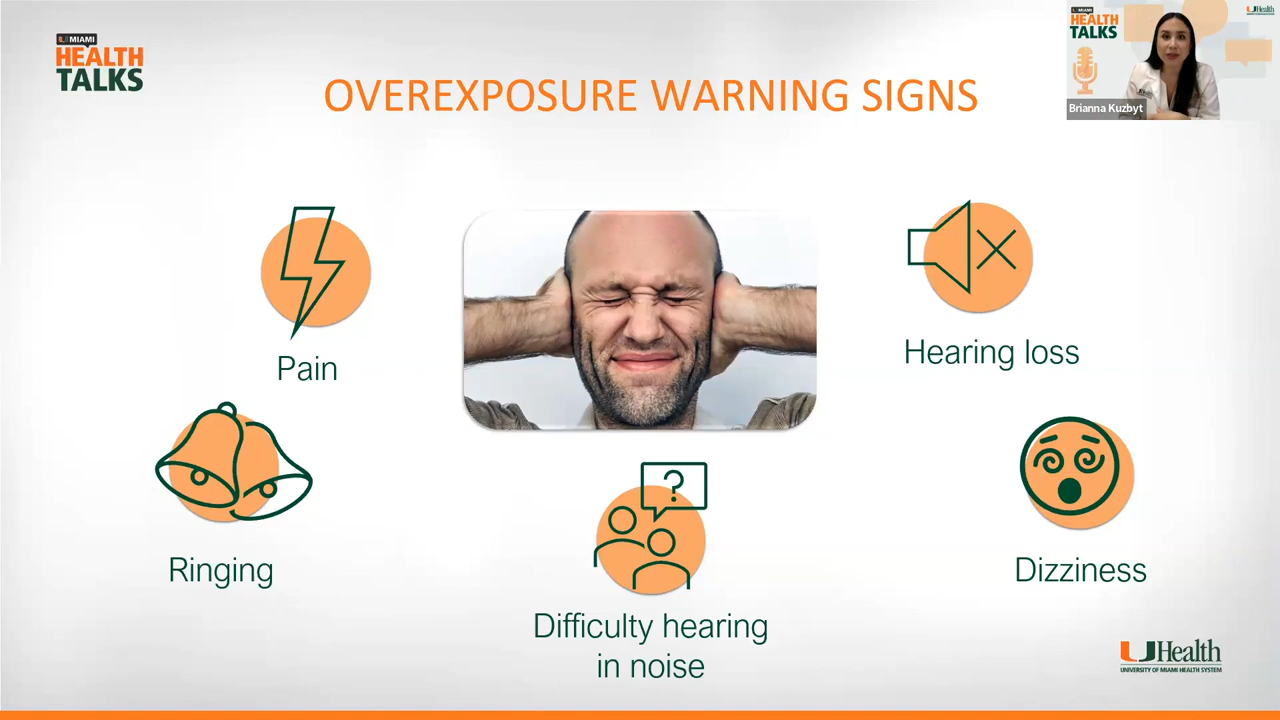 U MIAMI
HEALTH
TALKS
OVEREXPOSURE WARNING SIGNS
U MIAMI
HEALTH
TALKS
UHealth
Brianna Kuzbyt
Pain
Hearing loss
Ringing
?
Difficulty hearing
in noise
Dizziness
UHealth
UNIVERSITY OF MIAMI HEALTH SYSTEM